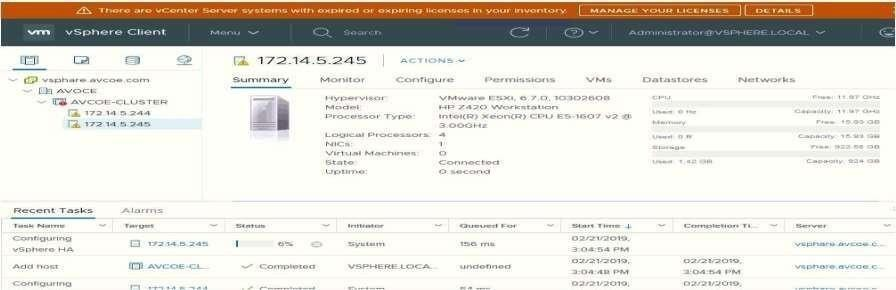 There are vCenter Server systems with expired or expiring licenses in your inventory. MANAGE YOUR LICENSES DETAILS
vm vSphere Client Menu Search Administrator@VSPHERE.LOCAL
172.14.5.245 ACTIONS
vsphare.avcoe.com
AVOCE
AVCOE-CLUSTER
172.14.5.244
172.14.5.245
Summary Monitor Configure Permissions VMs Datastores Networks
Hypervisor: VMware ESXi, 6.7.0, 10302608
Model: HP Z420 Workstation
Processor Type: Intel(R) Xeon(R) CPU E5-1607 v2 @
3.00GHz
Logical Processors: 4
NICs: 1
Virtual Machines: 0
State: Connected
Uptime: 0 second
CPU Free: 11.97 GHz
Used: 0 Hz Capacity: 11.97 GHz
Memory Free: 15.93 GB
Used: 0 B Capacity: 15.93 GB
Storage Free: 922.58 GB
Used: 1.42 GB Capacity: 924 GB
Recent Tasks Alarms
Task Name Target Status Initiator Queued For Start Time Completion Ti... Server
Configuring
vSphere HA
172.14.5.245 6% System 156 ms 02/21/2019,
3:04:54 PM
vsphare.avcoe.c...
Add host AVCOE-CL... Completed VSPHERE.LOCA... undefined 02/21/2019,
3:04:48 PM
02/21/2019,
3:04:54 PM
vsphare.avcoe.c...
Configuring 172.14.5.244 Completed System 54 ms 02/21/2019, 02/21/2019, vsphare.avcoe.c...